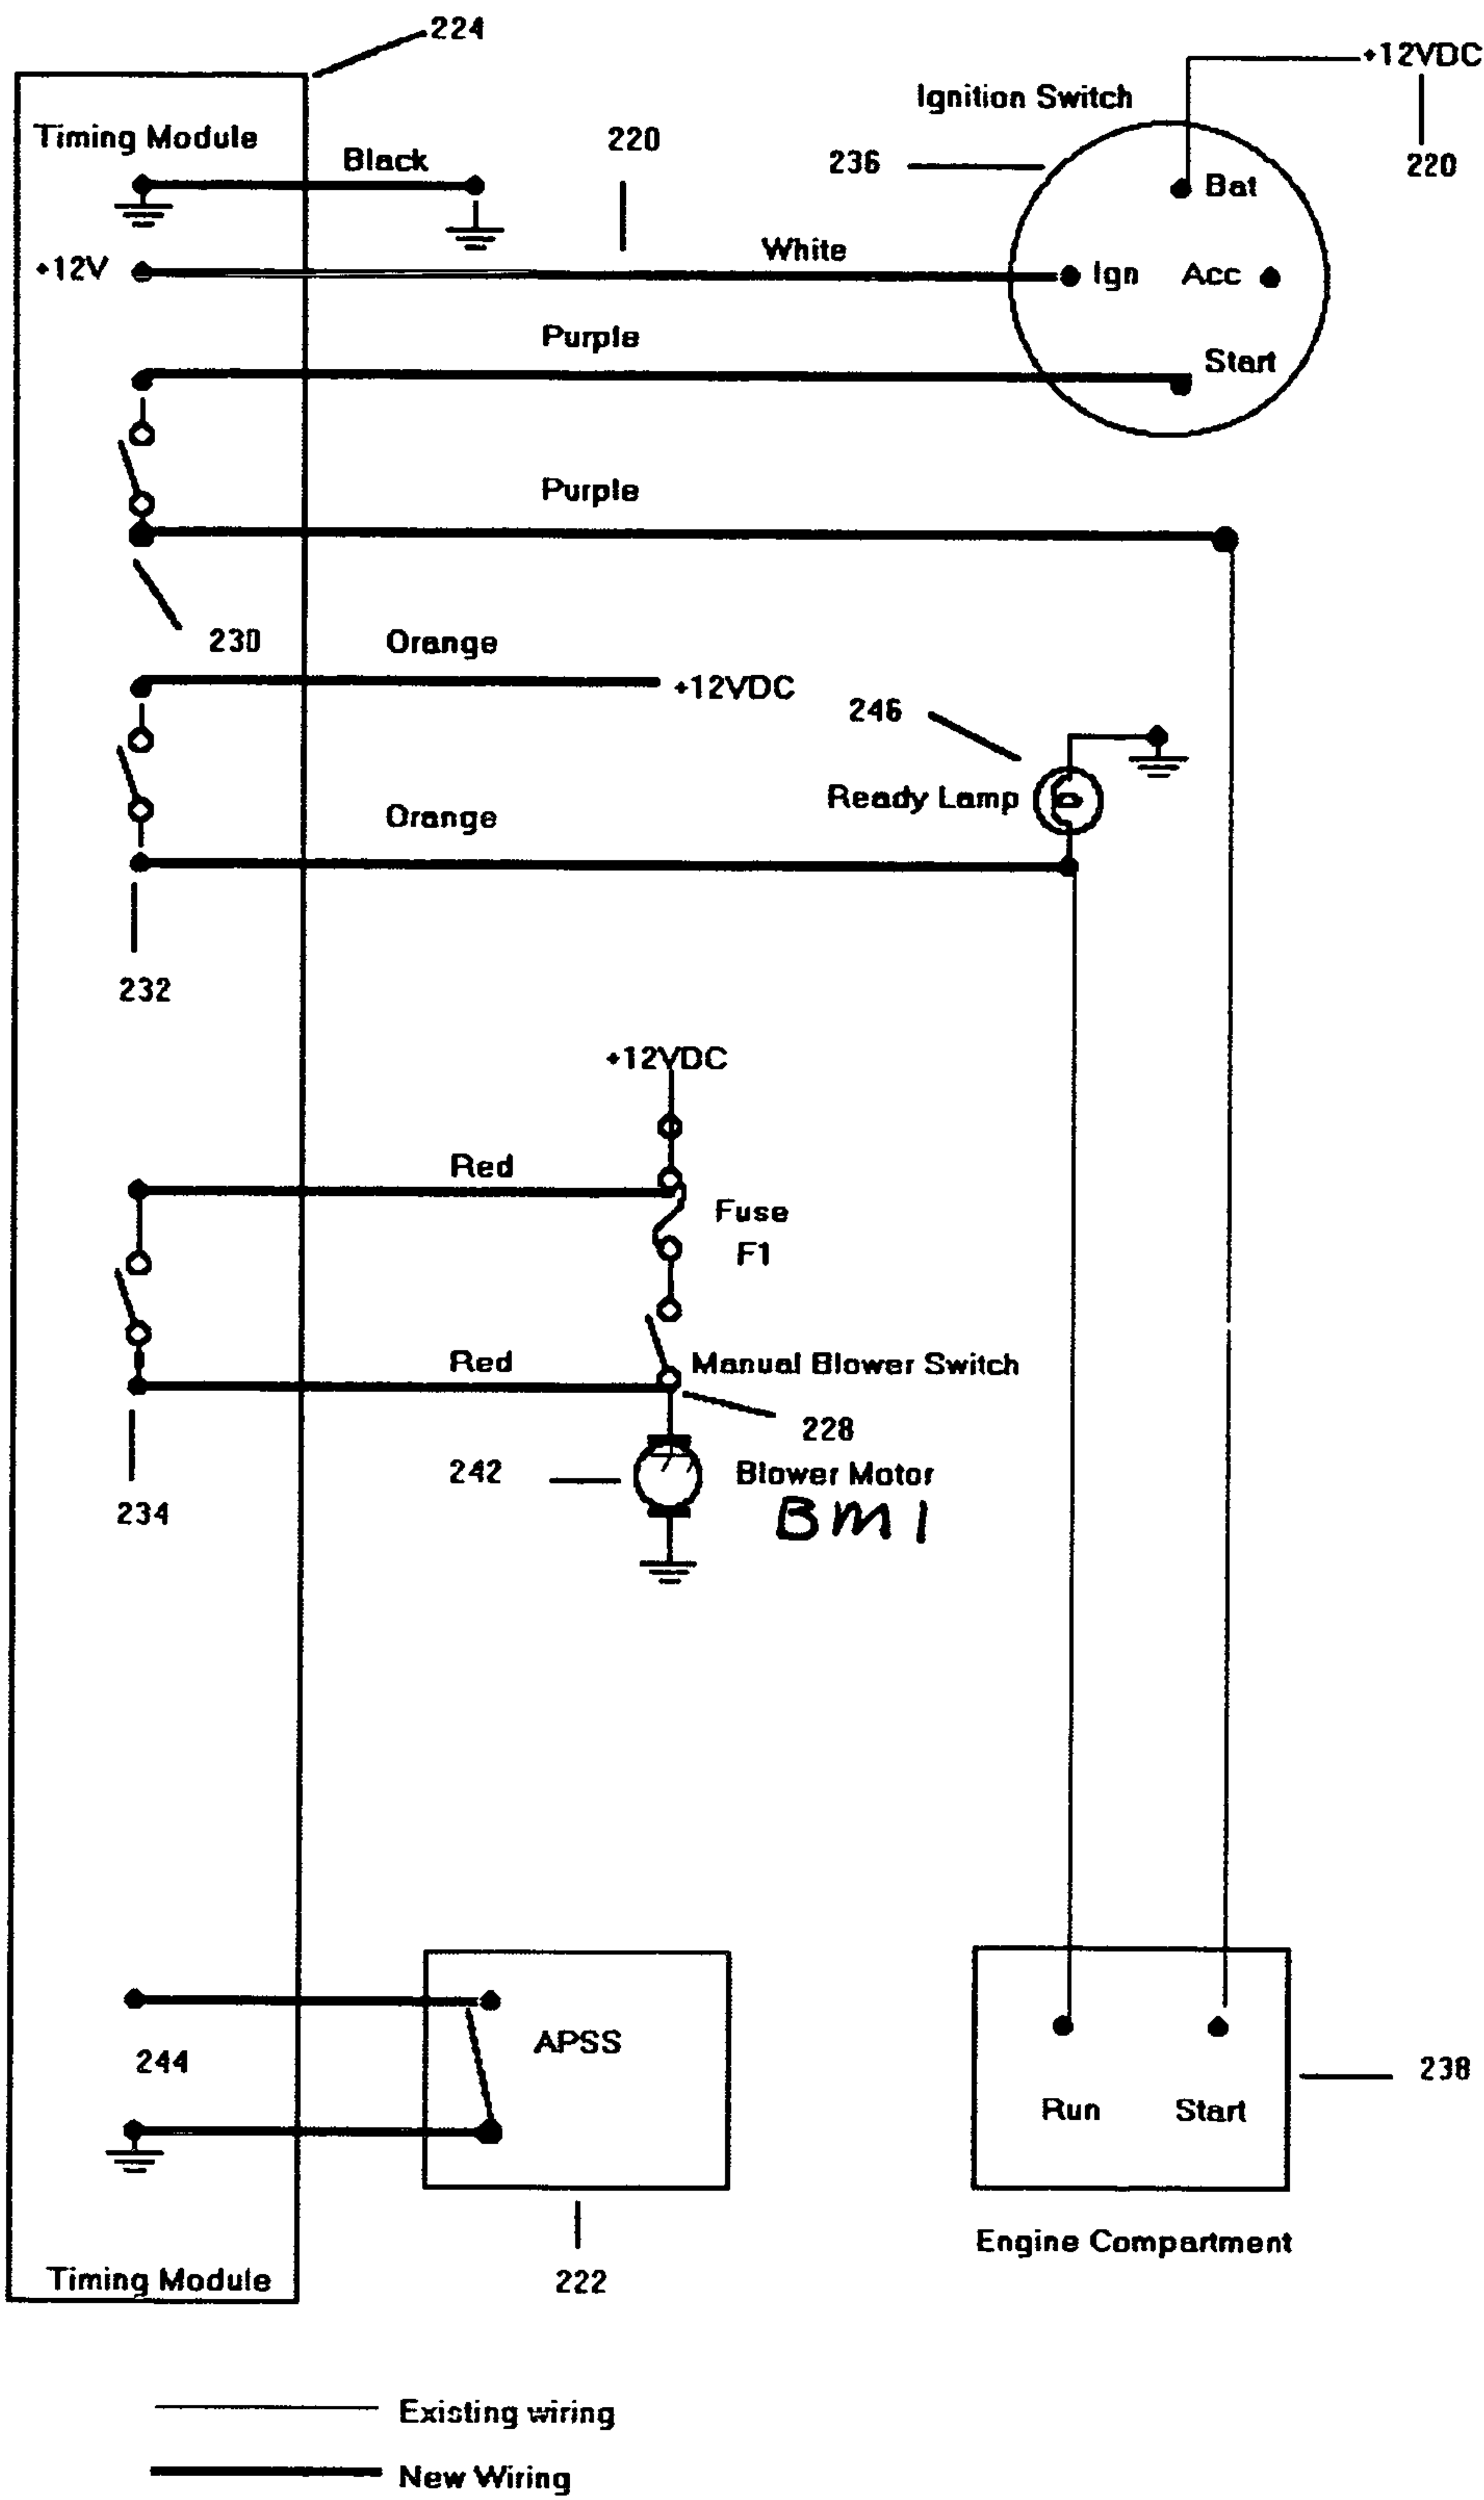 224
+12VDC
Ignition Switch
Timing Module
220
Black
236
220
Bat
White
+12V
Ign
Acc
Purple
Start
Purple
230
Orange
+12VDC
246
Ready Lamp
Orange
232
+12VDC
Red
Fuse
F1
Red
Manual Blower Switch
228
242
Blower Motor
234
BM1
APSS
244
238
Run
Start
Engine Compartment
Timing Module
222
Existing wiring
New Wiring